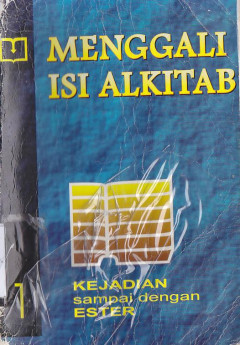 MENGGALI
ISI ALKITAB
KEJADIAN
sampai dengan
ESTER
1